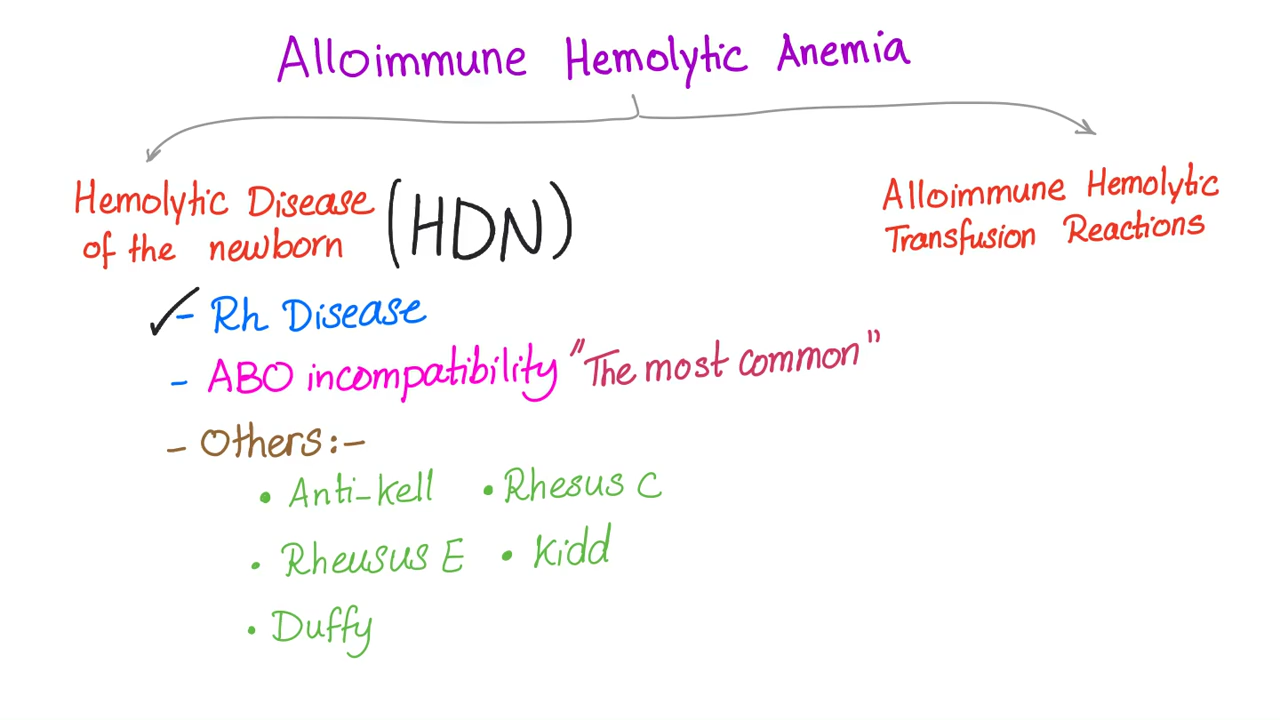 Alloimmune Hemolytic Anemia
Hemolytic Disease
of the newborn
(HDN)
Alloimmune Hemolytic
Transfusion Reactions
- Rh Disease
- ABO incompatibility "The most common"
- Others:-
• Anti-kell • Rhesus C
• Rheusus E • Kidd
• Duffy